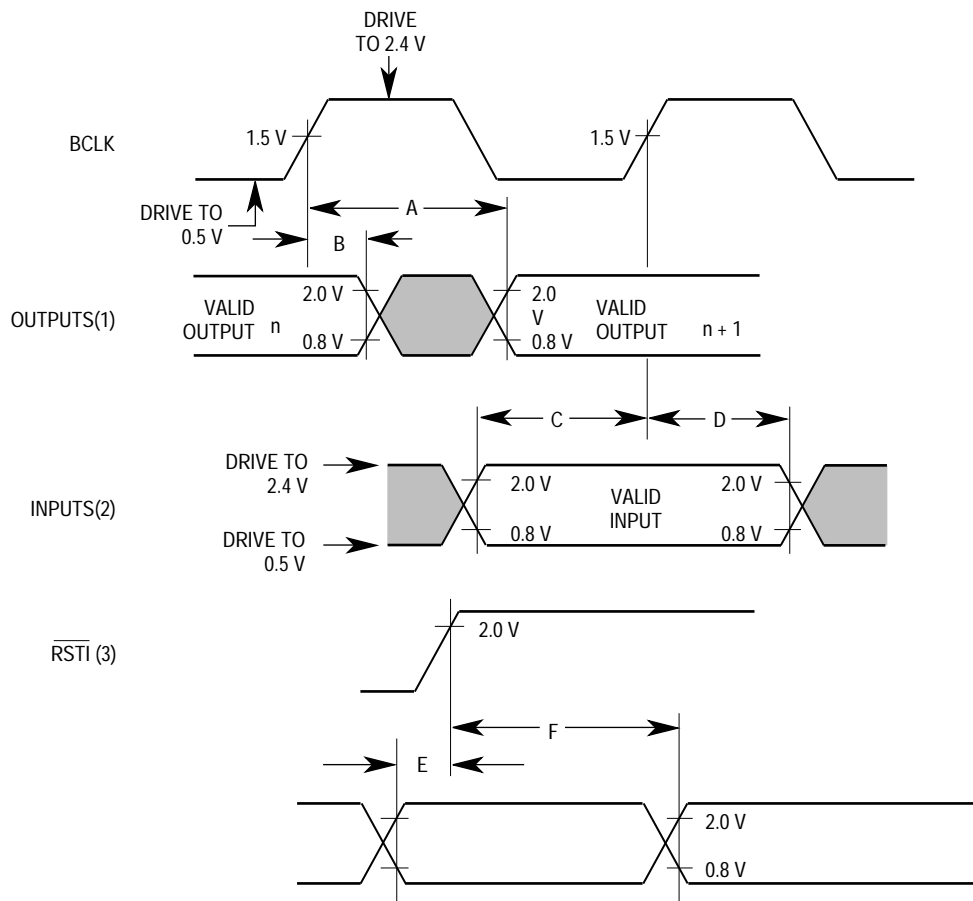 DRIVE
TO 2.4 V
BCLK
1.5 V
1.5 V
DRIVE TO
0.5 V
A
B
OUTPUTS(1)
VALID
OUTPUT n
2.0 V
0.8 V
2.0
V
0.8 V
VALID
OUTPUT n + 1
C
D
INPUTS(2)
DRIVE TO
2.4 V
DRIVE TO
0.5 V
2.0 V
0.8 V
VALID
INPUT
2.0 V
0.8 V
RSTI (3)
2.0 V
F
E
2.0 V
0.8 V